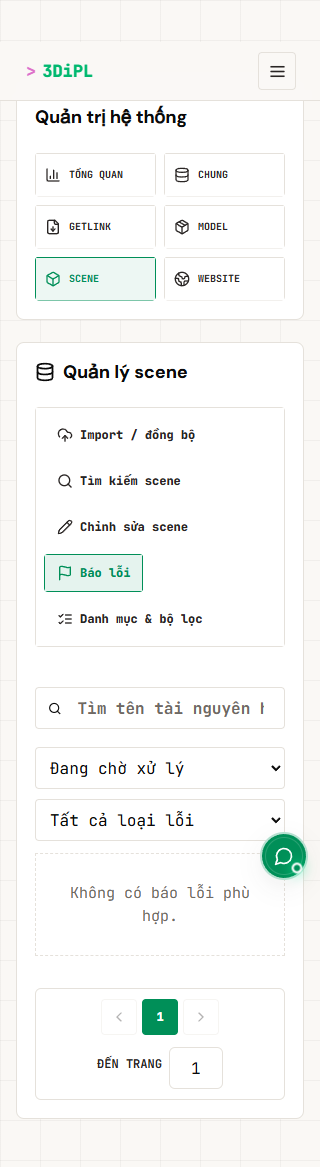 > 3DiPL
Quản trị hệ thống
TỔNG QUAN
CHUNG
GETLINK
MODEL
SCENE
WEBSITE
Quản lý scene
Import / đồng bộ
Tìm kiếm scene
Chỉnh sửa scene
Báo lỗi
Danh mục & bộ lọc
Tìm tên tài nguyên h
Đang chờ xử lý
Tất cả loại lỗi
Không có báo lỗi phù
hợp.
1
ĐẾN TRANG 1